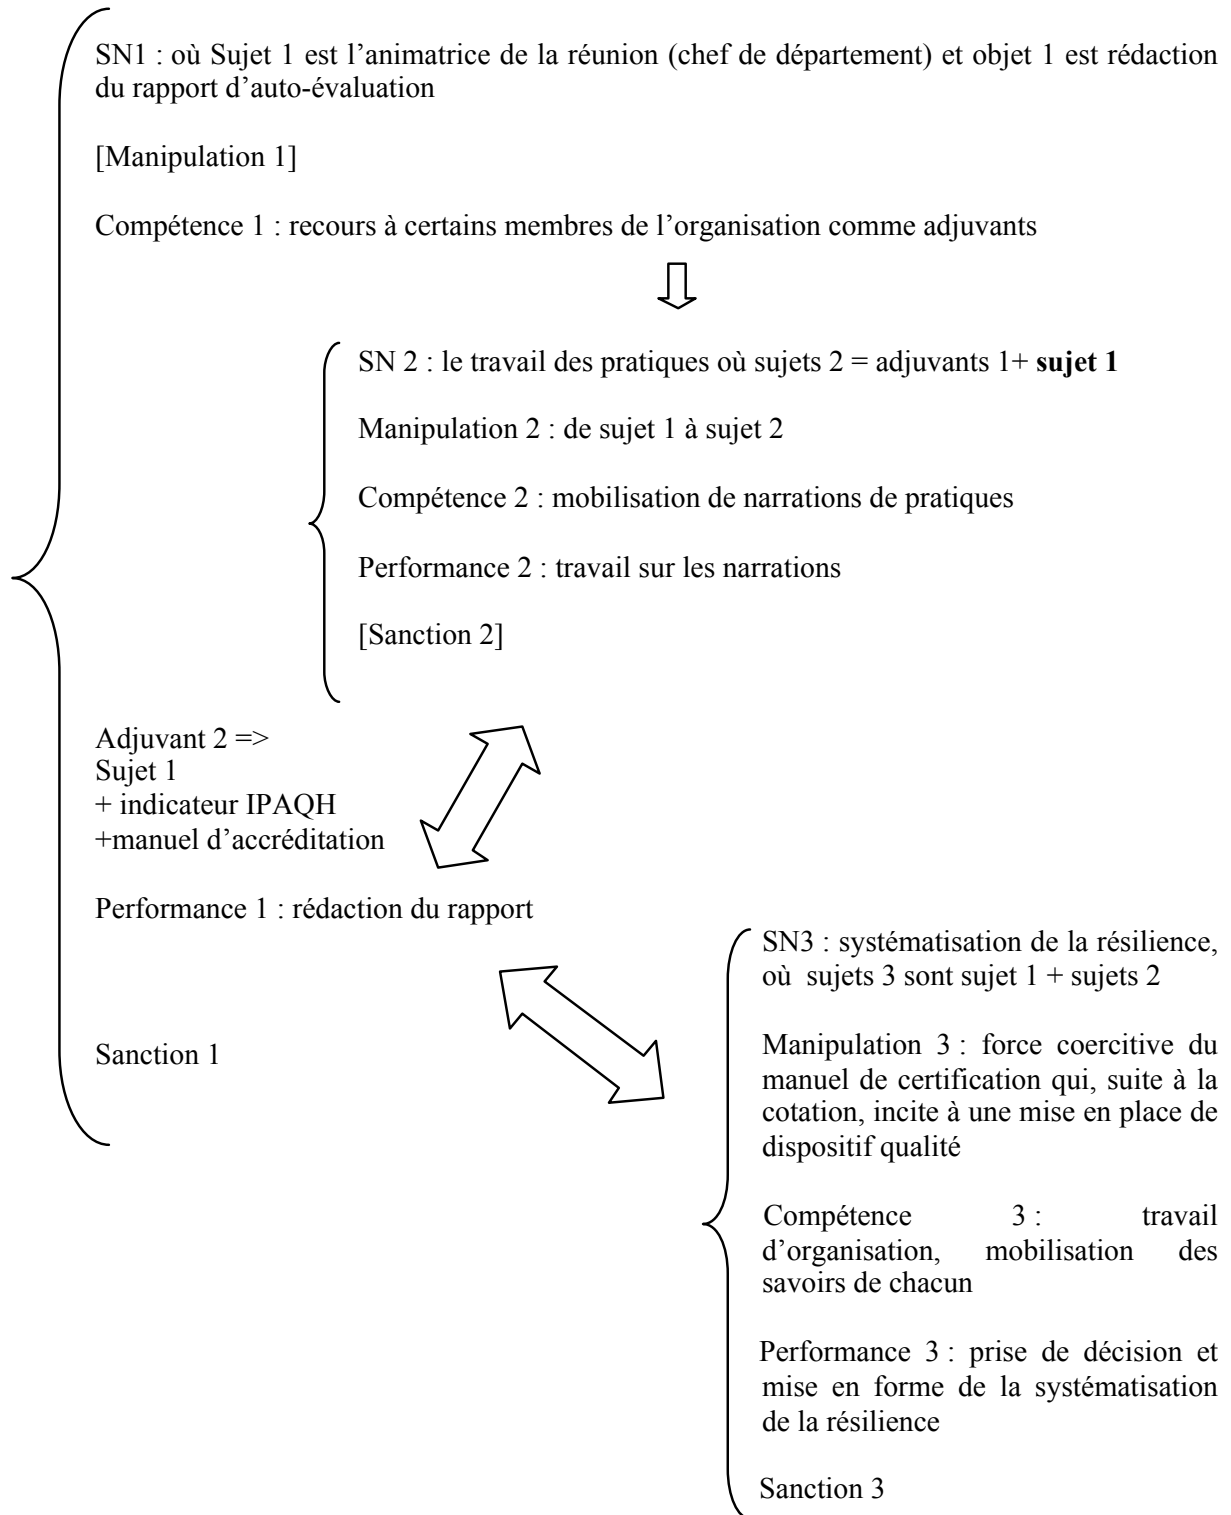 SN1 : où Sujet 1 est l’animatrice de la réunion (chef de département) et objet 1 est rédaction
du rapport d’auto-évaluation
[Manipulation 1]
Compétence 1 : recours à certains membres de l’organisation comme adjuvants
SN 2 : le travail des pratiques où sujets 2 = adjuvants 1+ sujet 1
Manipulation 2 : de sujet 1 à sujet 2
Compétence 2 : mobilisation de narrations de pratiques
Performance 2 : travail sur les narrations
[Sanction 2]
Adjuvant 2 =>
Sujet 1
+ indicateur IPAQH
+manuel d’accréditation
Performance 1 : rédaction du rapport
Sanction 1
SN3 : systématisation de la résilience,
où sujets 3 sont sujet 1 + sujets 2
Manipulation 3 : force coercitive du
manuel de certification qui, suite à la
cotation, incite à une mise en place de
dispositif qualité
Compétence 3 : travail
d’organisation, mobilisation des
savoirs de chacun
Performance 3 : prise de décision et
mise en forme de la systématisation
de la résilience
Sanction 3